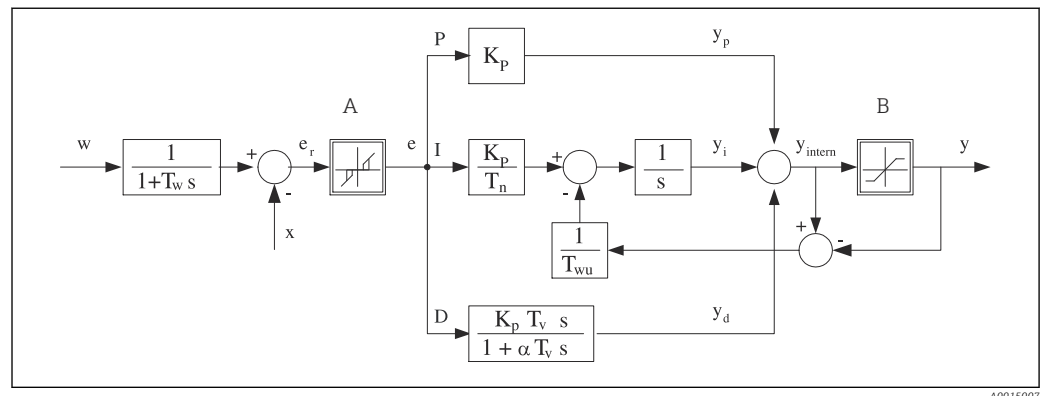 P
K_P
y_p
A
B
w
1
1+T_w s
+
-
e_r
x
e
I
K_P
T_n
+
-
1
s
y_i
y_intern
y
1
T_wu
+
-
D
K_p T_v s
1 + α T_v s
y_d
A0015007